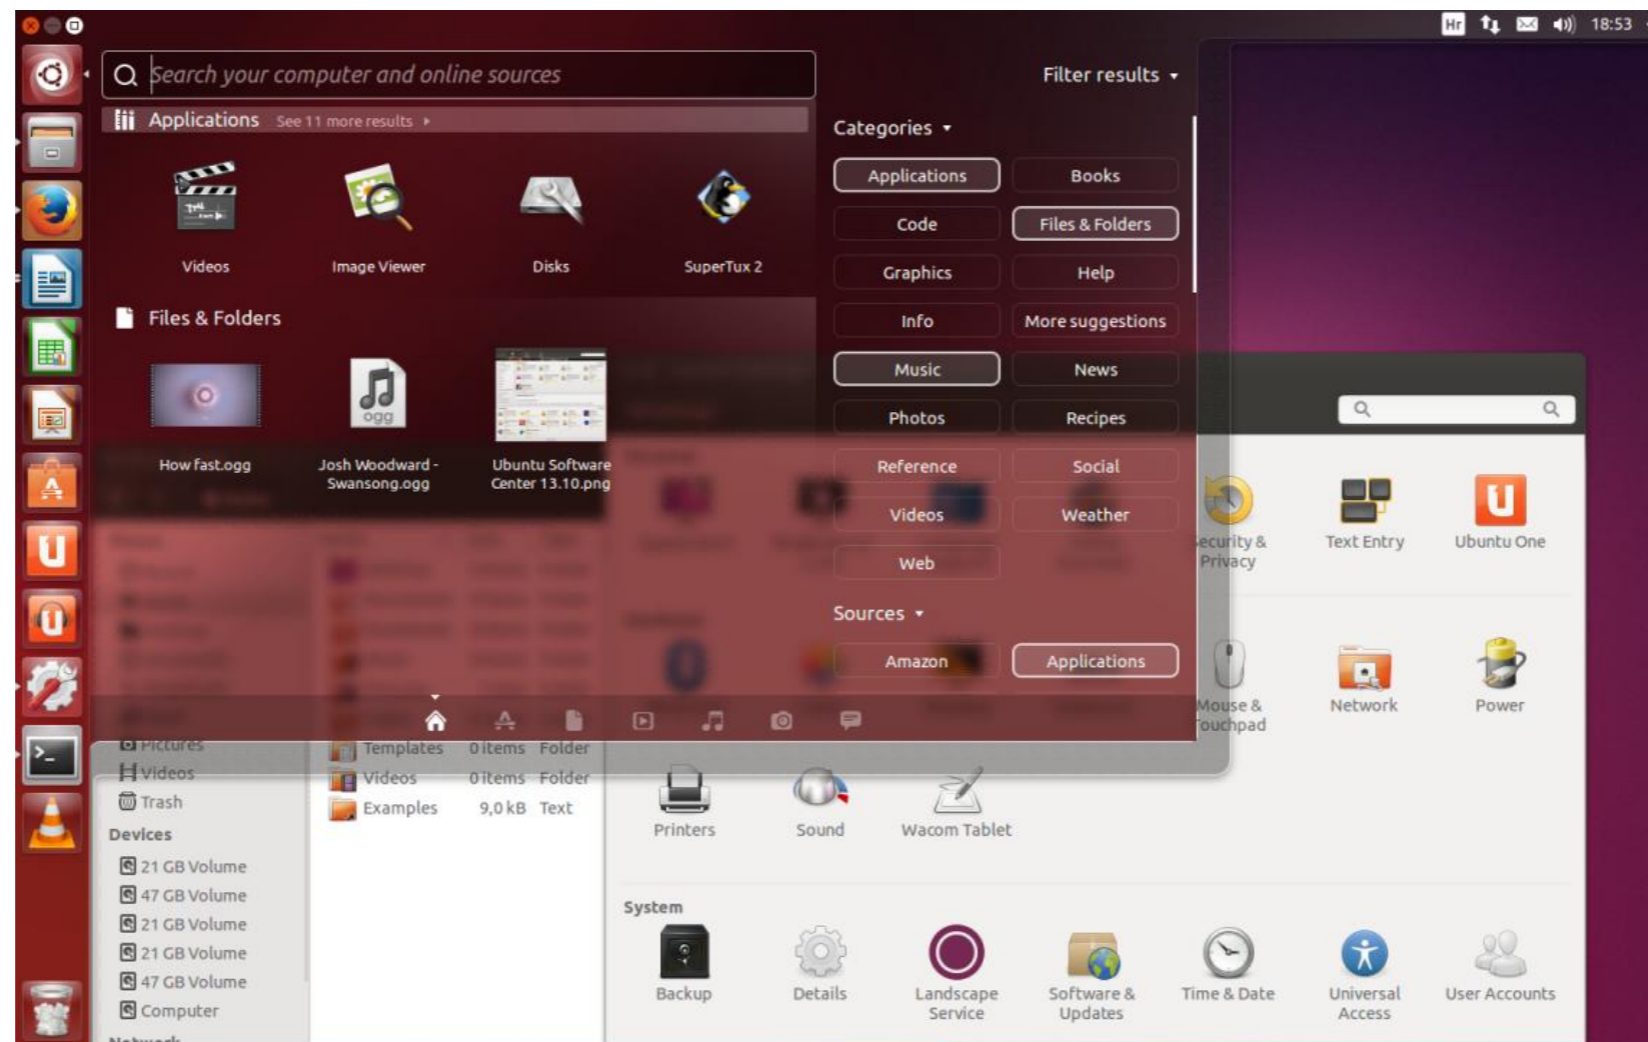 Hr 18:53
Search your computer and online sources
Filter results
Applications See 11 more results
Videos
Image Viewer
Disks
SuperTux 2
Files & Folders
ogg
How fast.ogg
Josh Woodward -
Swansong.ogg
Ubuntu Software
Center 13.10.png
Categories
Applications
Books
Code
Files & Folders
Graphics
Help
Info
More suggestions
Music
News
Photos
Recipes
Reference
Social
Videos
Weather
Web
Sources
Amazon
Applications
Security &
Privacy
Text Entry
Ubuntu One
Mouse &
Touchpad
Network
Power
Pictures
Videos
Trash
Devices
21 GB Volume
47 GB Volume
21 GB Volume
21 GB Volume
47 GB Volume
Computer
Network
Templates 0 items Folder
Videos 0 items Folder
Examples 9,0 kB Text
Printers
Sound
Wacom Tablet
System
Backup
Details
Landscape
Service
Software &
Updates
Time & Date
Universal
Access
User Accounts